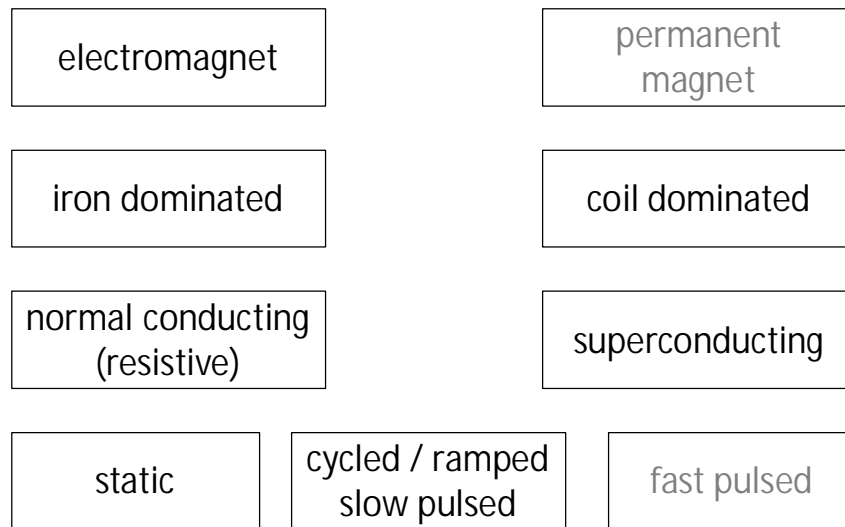 electromagnet
permanent
magnet
iron dominated
coil dominated
normal conducting
(resistive)
superconducting
static
cycled / ramped
slow pulsed
fast pulsed